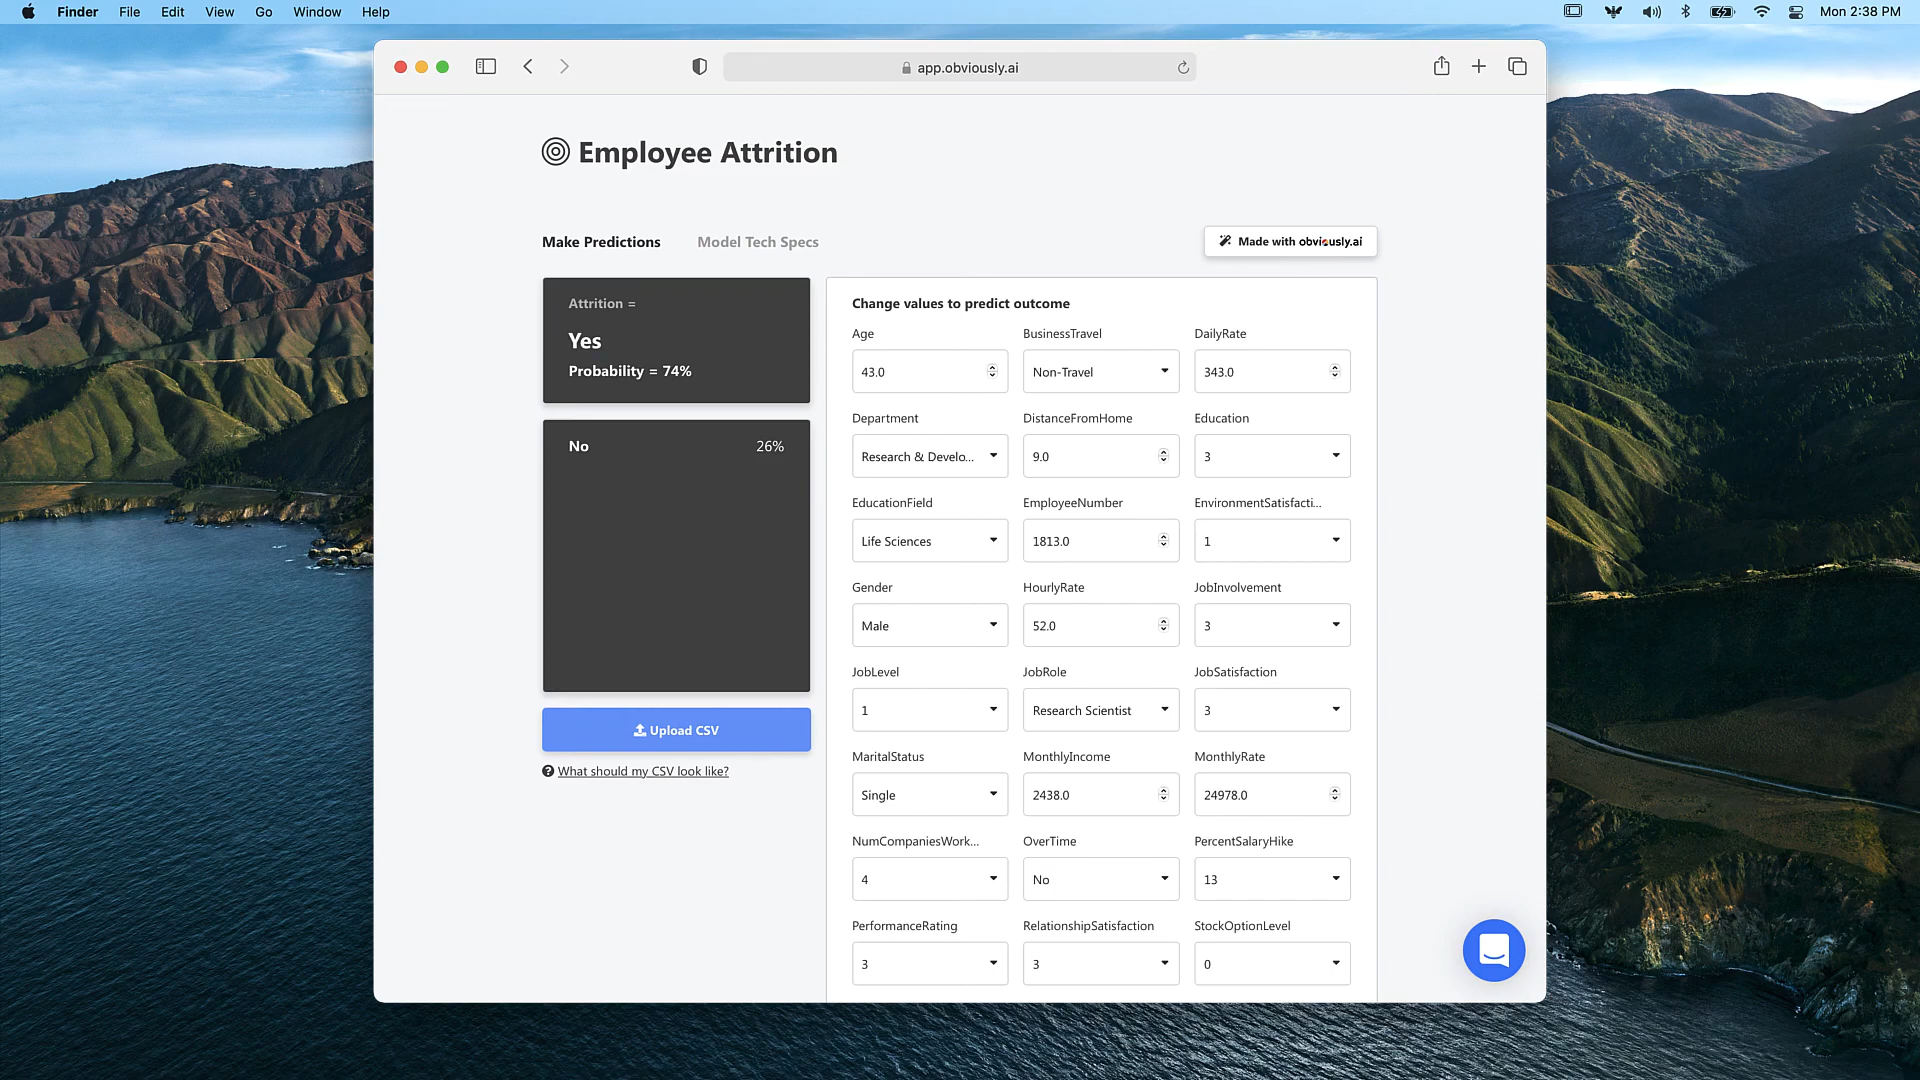 Finder File Edit View Go Window Help Mon 2:38 PM
app.obviously.ai
Employee Attrition
Make Predictions Model Tech Specs
Made with obviously.ai
Attrition =
Yes
Probability = 74%
No 26%
Upload CSV
What should my CSV look like?
Change values to predict outcome
Age BusinessTravel DailyRate
43.0 Non-Travel 343.0
Department DistanceFromHome Education
Research & Develo... 9.0 3
EducationField EmployeeNumber EnvironmentSatisfacti...
Life Sciences 1813.0 1
Gender HourlyRate JobInvolvement
Male 52.0 3
JobLevel JobRole JobSatisfaction
1 Research Scientist 3
MaritalStatus MonthlyIncome MonthlyRate
Single 2438.0 24978.0
NumCompaniesWork... OverTime PercentSalaryHike
4 No 13
PerformanceRating RelationshipSatisfaction StockOptionLevel
3 3 0